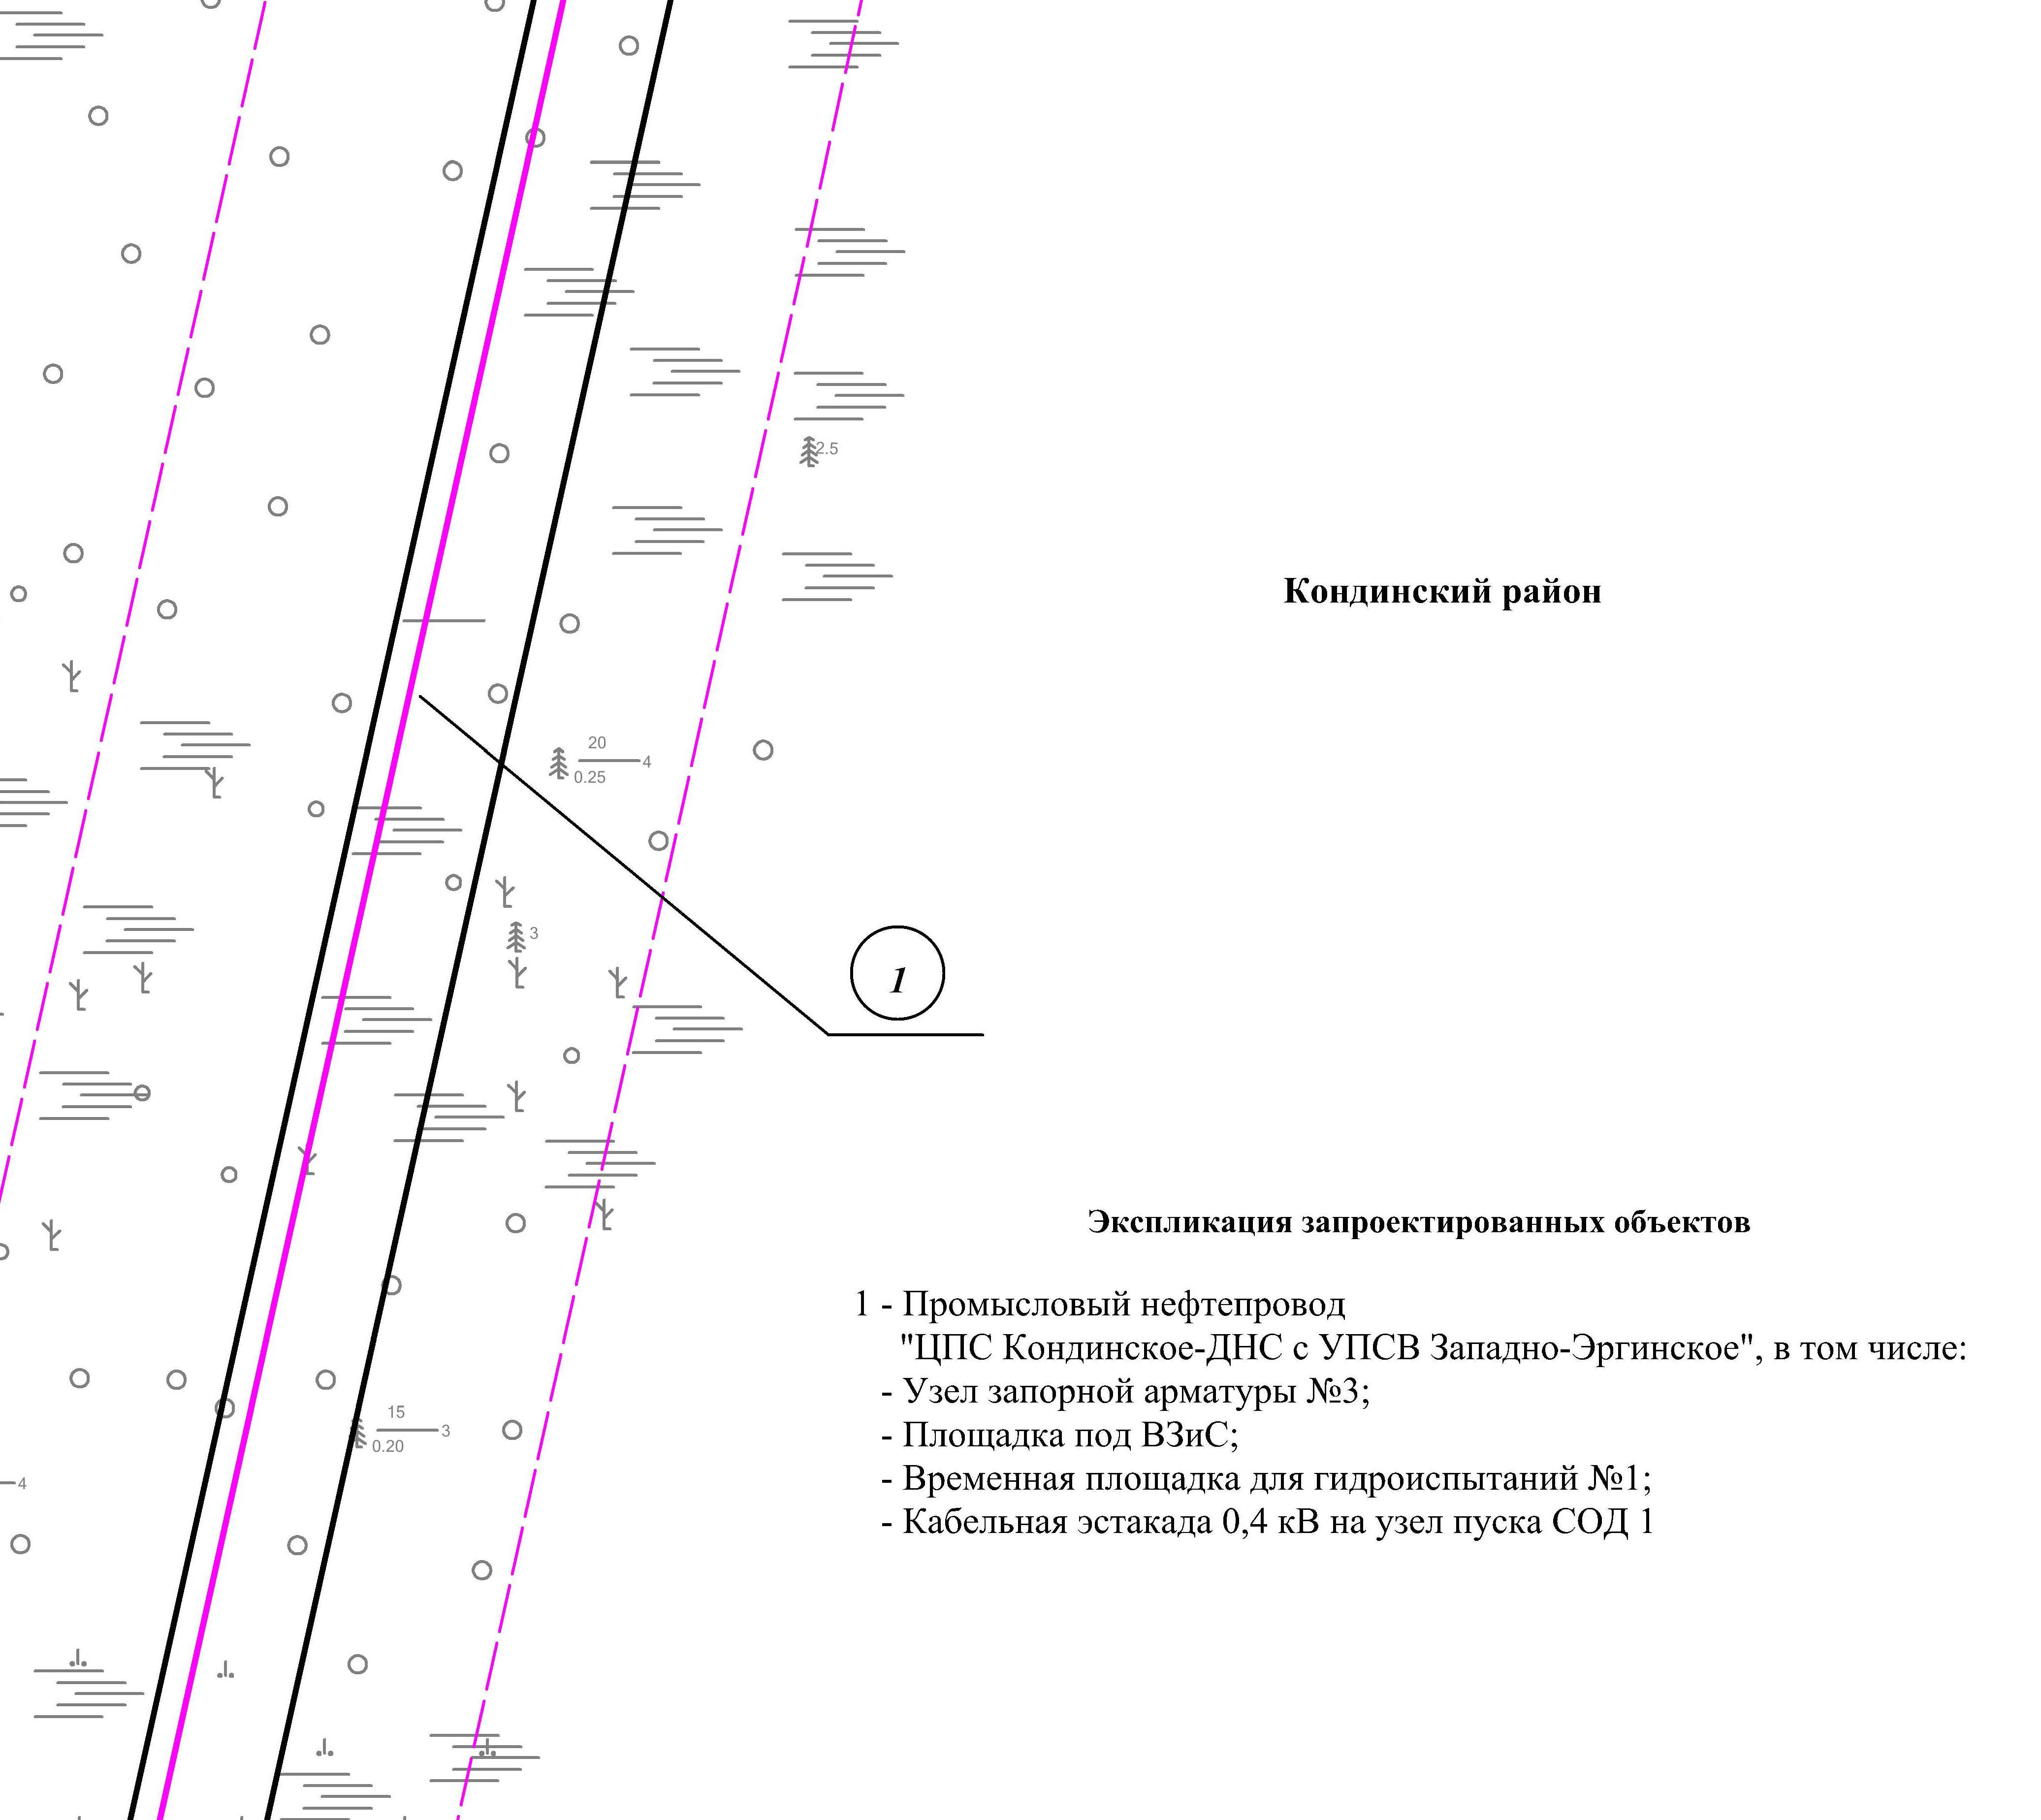 2.5
Кондинский район
20
4
0.25
3
1
Экспликация запроектированных объектов
1 - Промысловый нефтепровод
"ЦПС Кондинское-ДНС с УПСВ Западно-Эргинское", в том числе:
- Узел запорной арматуры №3;
- Площадка под ВЗиС;
- Временная площадка для гидроиспытаний №1;
- Кабельная эстакада 0,4 кВ на узел пуска СОД 1
15
3
0.20
4